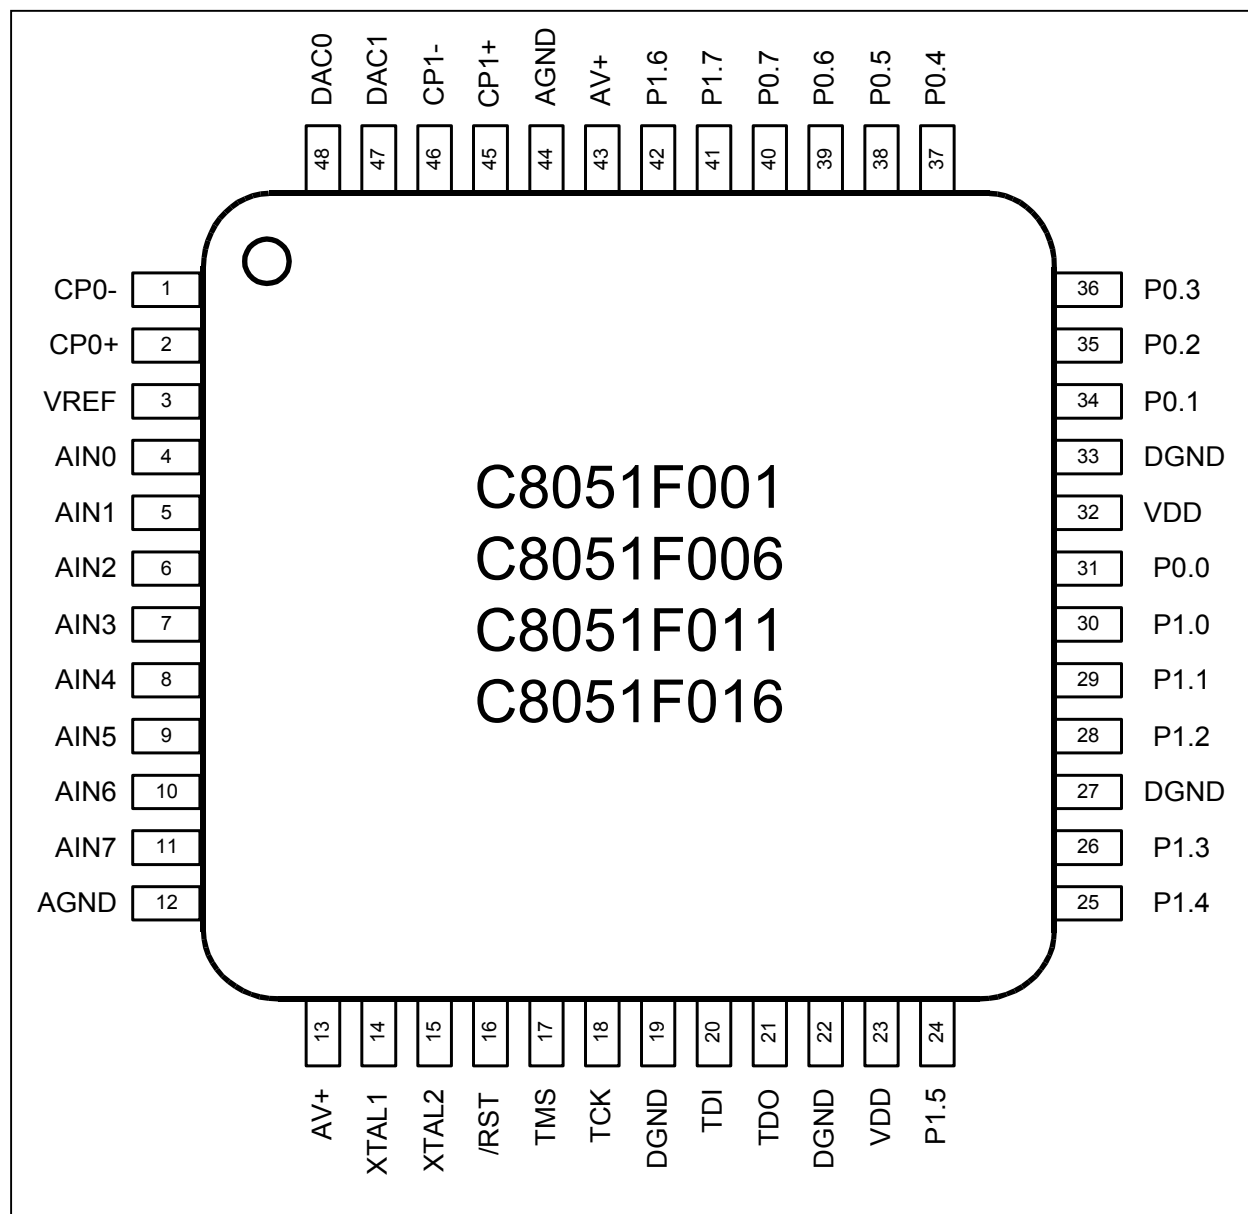 DAC0 DAC1 CP1- CP1+ AGND AV+ P1.6 P1.7 P0.7 P0.6 P0.5 P0.4
48 47 46 45 44 43 42 41 40 39 38 37
CP0- 1 36 P0.3
CP0+ 2 35 P0.2
VREF 3 34 P0.1
AIN0 4 33 DGND
AIN1 5 32 VDD
AIN2 6 31 P0.0
AIN3 7 30 P1.0
AIN4 8 29 P1.1
AIN5 9 28 P1.2
AIN6 10 27 DGND
AIN7 11 26 P1.3
AGND 12 25 P1.4
C8051F001
C8051F006
C8051F011
C8051F016
13 14 15 16 17 18 19 20 21 22 23 24
AV+ XTAL1 XTAL2 /RST TMS TCK DGND TDI TDO DGND VDD P1.5